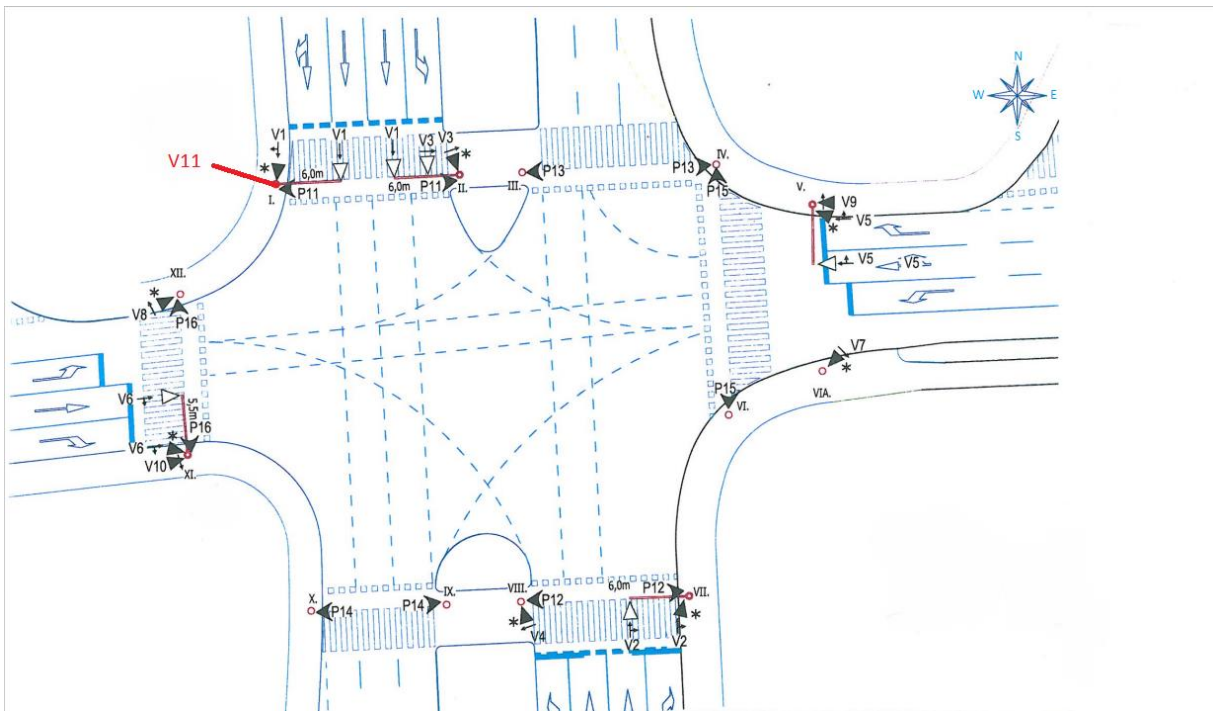 N
W E
S
V1 V1 V1 V3 V3
V11
*
*
6,0m
6,0m
P11
P11
I.
II.
III.
P13
P13
IV.
P15
V.
V9
V5
*
V5
V5
XII.
*
V8
P16
V6
5,5m
P16
V6
*
V10
XI.
V7
*
P15
VI.
VIA.
X.
P14
P14
IX.
VIII.
P12
6,0m
P12
VII.
*
V4
V2
V2
*